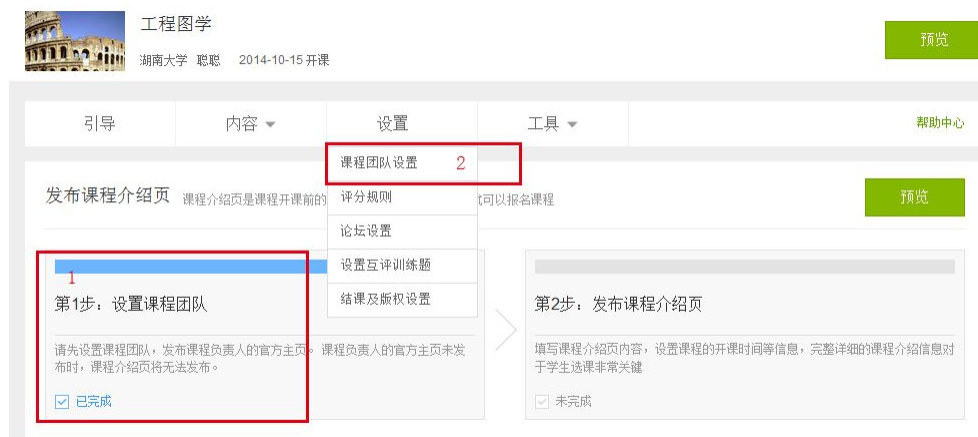 工程图学
预览
湖南大学 聪聪 2014-10-15 开课
引导 内容 设置 工具 帮助中心
课程团队设置 2
评分规则
论坛设置
设置互评训练题
结课及版权设置
发布课程介绍页 课程介绍页是课程开课前的 可以报名课程
预览
1
第1步：设置课程团队
请先设置课程团队，发布课程负责人的官方主页。课程负责人的官方主页未发
布时，课程介绍页将无法发布。
已完成
第2步：发布课程介绍页
填写课程介绍页内容，设置课程的开课时间等信息，完整详细的课程介绍信息对
于学生选课非常关键
未完成